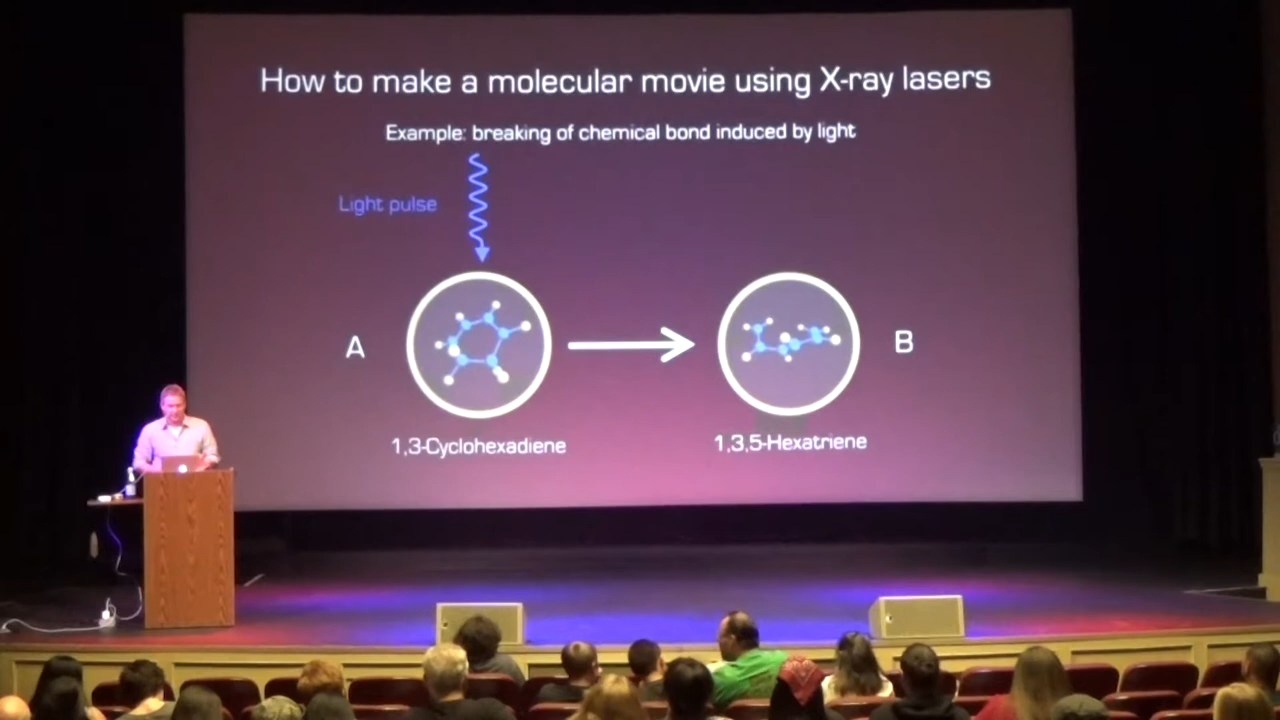 How to make a molecular movie using X-ray lasers
Example: breaking of chemical bond induced by light
Light pulse
A
B
1,3-Cyclohexadiene
1,3,5-Hexatriene